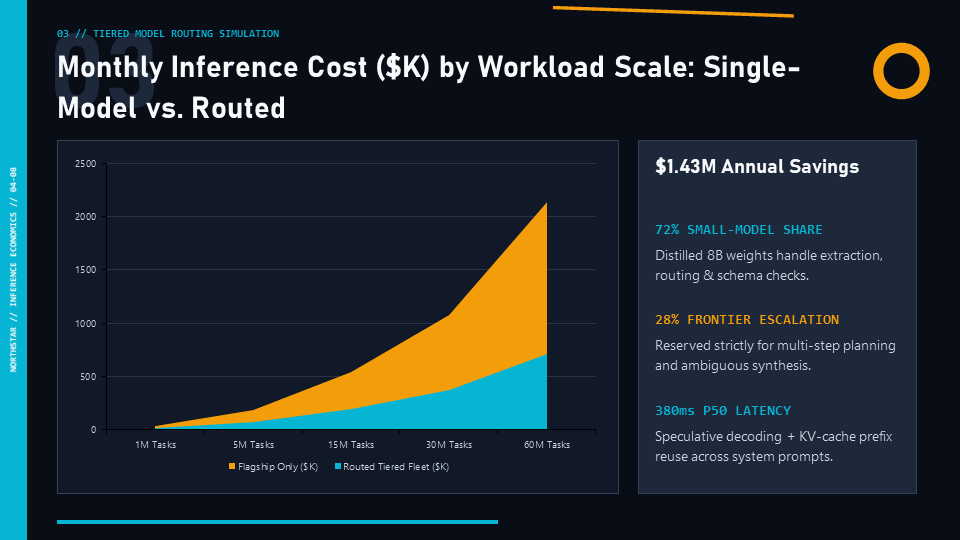 03 // TIERED MODEL ROUTING SIMULATION
03
Monthly Inference Cost ($K) by Workload Scale: Single-
Model vs. Routed
NORTHSTAR // INFERENCE ECONOMICS // 04-08
2500
2000
1500
1000
500
0
1M Tasks
5M Tasks
15M Tasks
30M Tasks
60M Tasks
Flagship Only ($K)
Routed Tiered Fleet ($K)
$1.43M Annual Savings
72% SMALL-MODEL SHARE
Distilled 8B weights handle extraction,
routing & schema checks.
28% FRONTIER ESCALATION
Reserved strictly for multi-step planning
and ambiguous synthesis.
380ms P50 LATENCY
Speculative decoding + KV-cache prefix
reuse across system prompts.